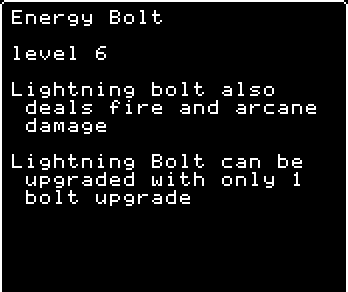 Energy Bolt
level 6
Lightning bolt also
deals fire and arcane
damage
Lightning Bolt can be
upgraded with only 1
bolt upgrade